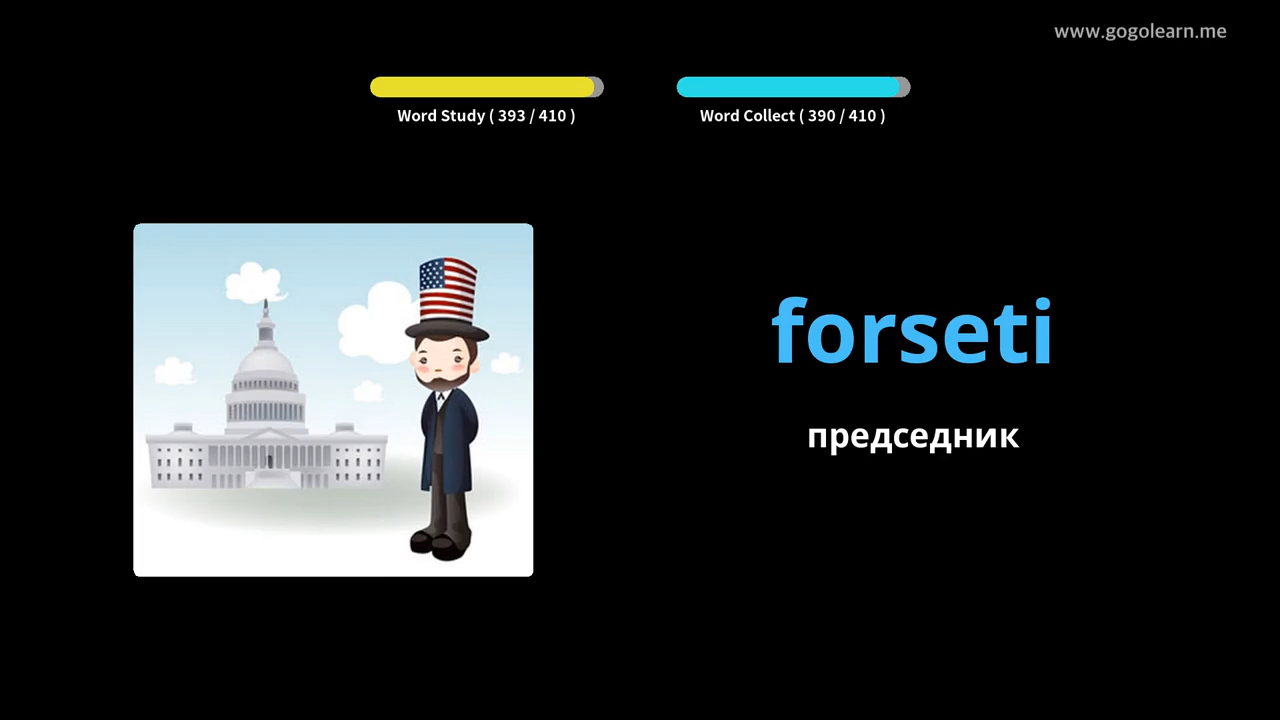 www.gogolearn.me
Word Study ( 393 / 410 )
Word Collect ( 390 / 410 )
forseti
председник